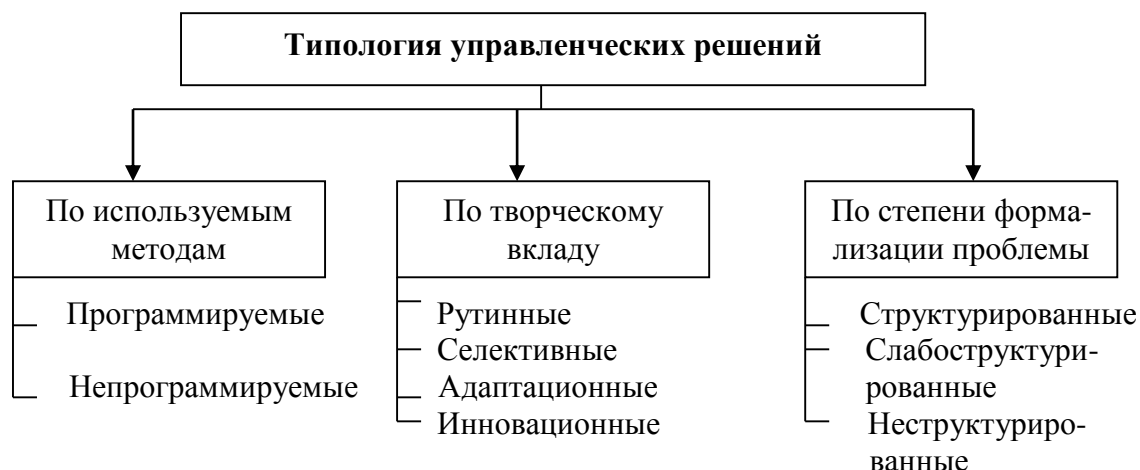 Типология управленческих решений
По используемым
методам
Программируемые
Непрограммируемые
По творческому
вкладу
Рутинные
Селективные
Адаптационные
Инновационные
По степени форма-
лизации проблемы
Структурированные
Слабоструктури-
рованные
Неструктуриро-
ванные